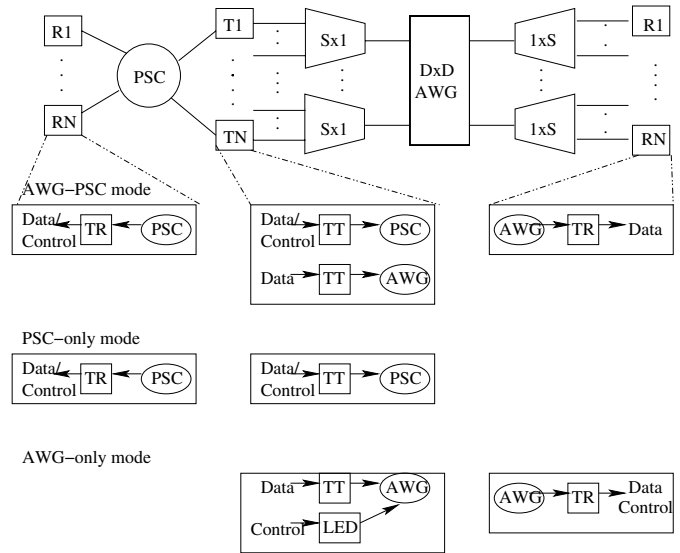 R1 T1 Sx1 1xS R1
PSC DxD
AWG
RN TN Sx1 1xS RN
AWG−PSC mode
Data/
Control TR PSC
Data/
Control TT PSC
Data TT AWG
AWG TR Data
PSC−only mode
Data/
Control TR PSC
Data/
Control TT PSC
AWG−only mode
Data TT AWG
Control LED
AWG TR Data
Control